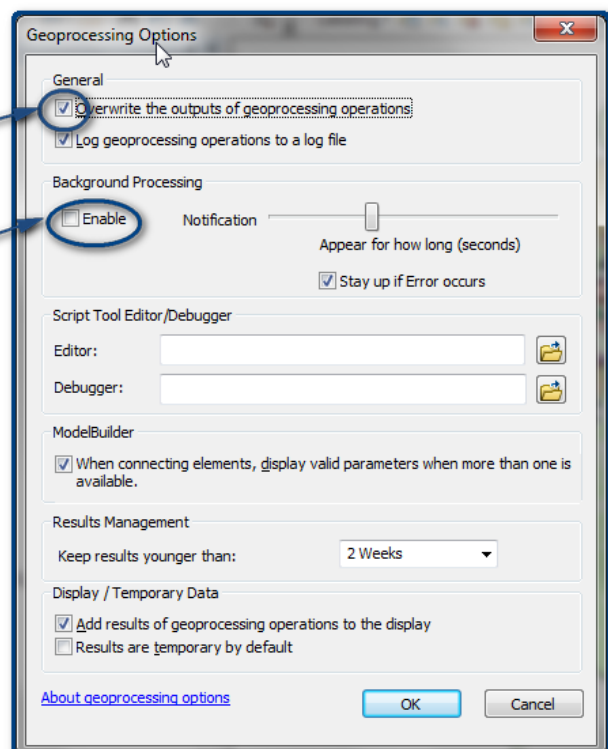 Geoprocessing Options
General
Overwrite the outputs of geoprocessing operations
Log geoprocessing operations to a log file
Background Processing
Enable
Notification
Appear for how long (seconds)
Stay up if Error occurs
Script Tool Editor/Debugger
Editor:
Debugger:
ModelBuilder
When connecting elements, display valid parameters when more than one is
available.
Results Management
Keep results younger than:
2 Weeks
Display / Temporary Data
Add results of geoprocessing operations to the display
Results are temporary by default
About geoprocessing options
OK
Cancel